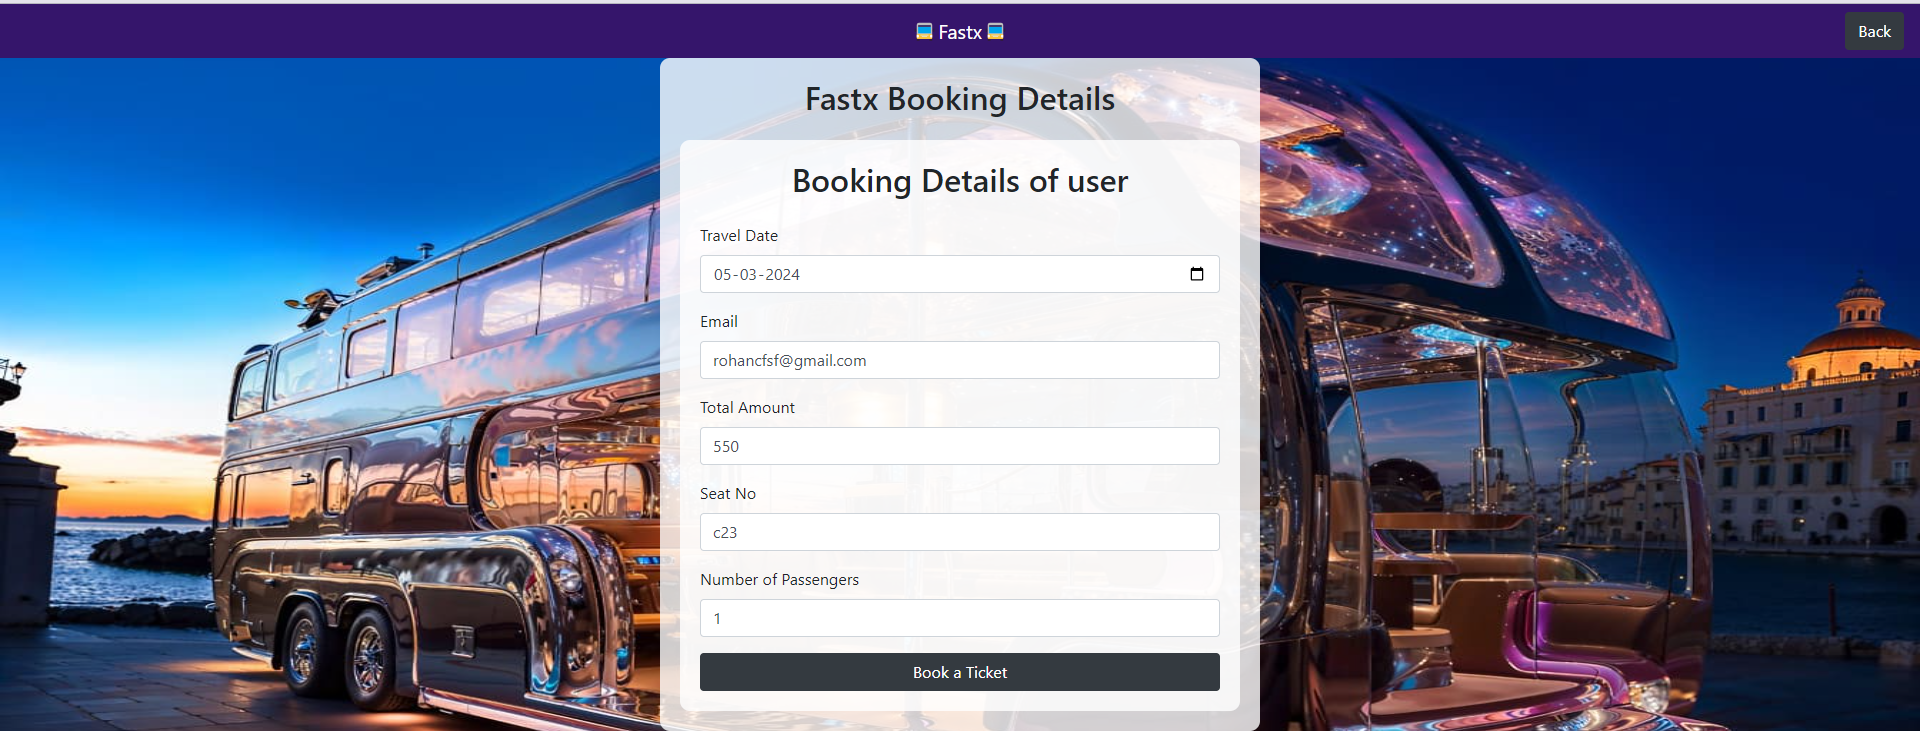 Fastx
Back
Fastx Booking Details
Booking Details of user
Travel Date
05-03-2024
Email
rohancfsf@gmail.com
Total Amount
550
Seat No
c23
Number of Passengers
1
Book a Ticket